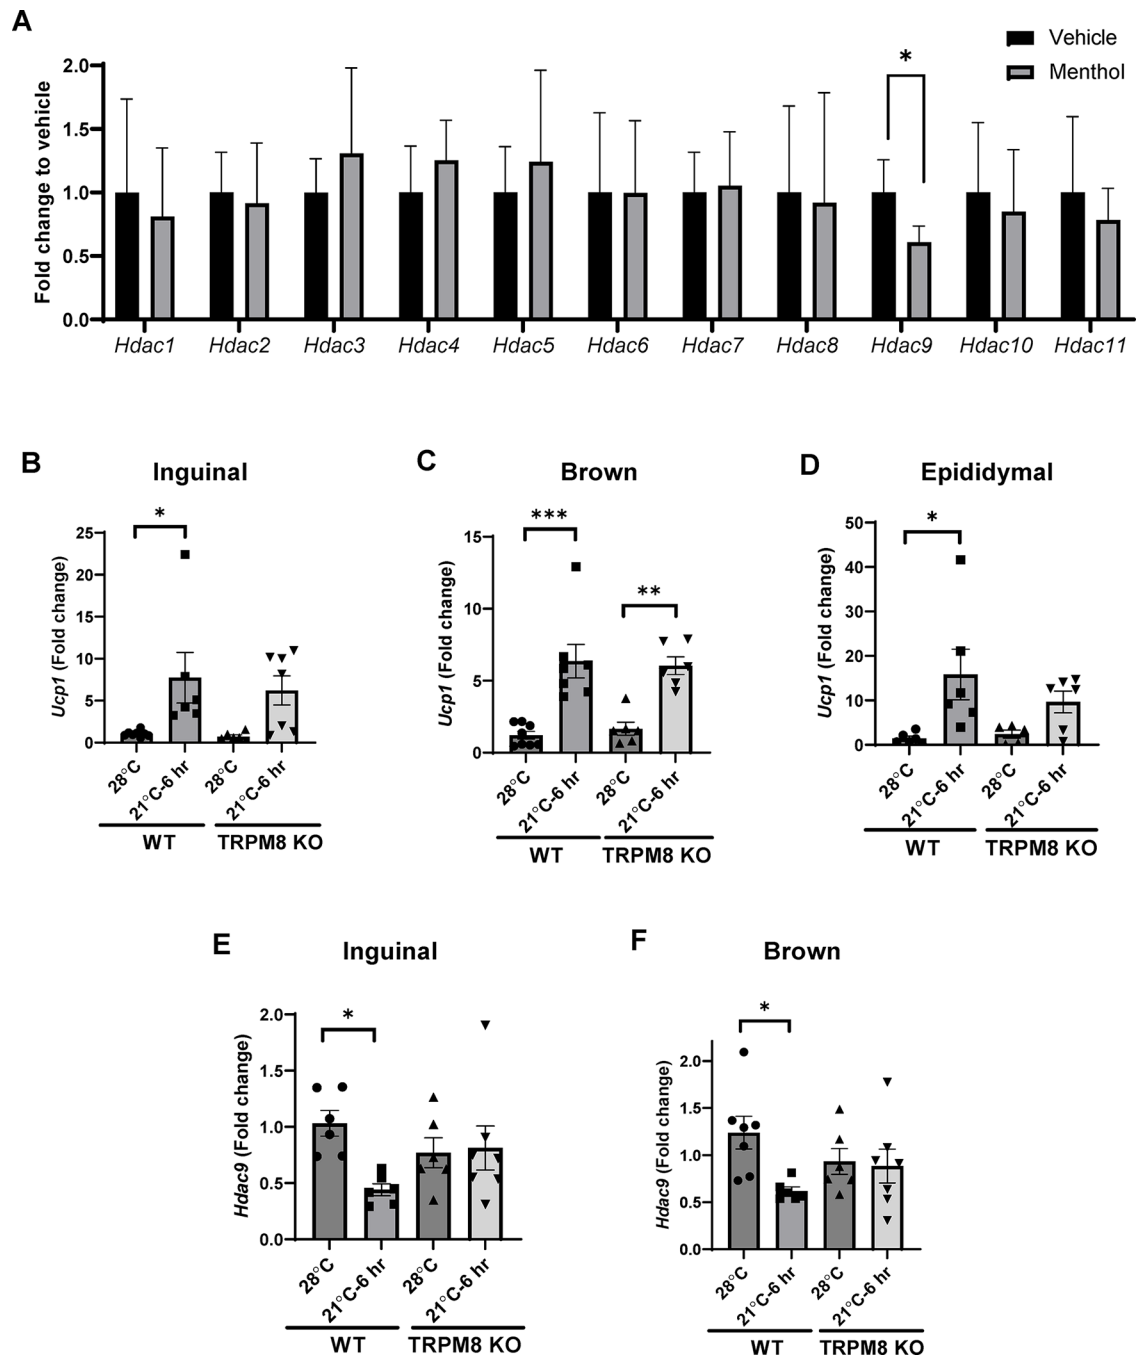 A
Vehicle
Menthol
Fold change to vehicle
2.0
1.5
1.0
0.5
0.0
*
Hdac1 Hdac2 Hdac3 Hdac4 Hdac5 Hdac6 Hdac7 Hdac8 Hdac9 Hdac10 Hdac11
B
Inguinal
Ucp1 (Fold change)
25
20
15
10
5
0
*
28°C
21°C-6 hr
28°C
21°C-6 hr
WT
TRPM8 KO
C
Brown
Ucp1 (Fold change)
15
10
5
0
***
**
28°C
21°C-6 hr
28°C
21°C-6 hr
WT
TRPM8 KO
D
Epididymal
Ucp1 (Fold change)
50
40
30
20
10
0
*
28°C
21°C-6 hr
28°C
21°C-6 hr
WT
TRPM8 KO
E
Inguinal
Hdac9 (Fold change)
2.0
1.5
1.0
0.5
0.0
*
28°C
21°C-6 hr
28°C
21°C-6 hr
WT
TRPM8 KO
F
Brown
Hdac9 (Fold change)
2.0
1.5
1.0
0.5
0.0
*
28°C
21°C-6 hr
28°C
21°C-6 hr
WT
TRPM8 KO